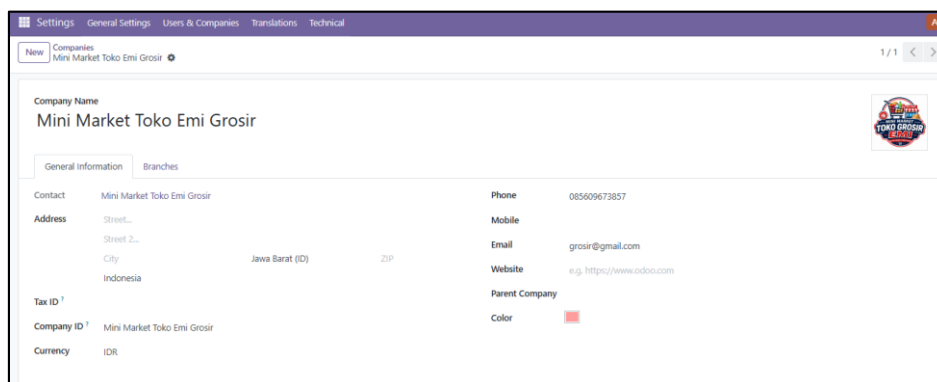 Settings General Settings Users & Companies Translations Technical
New Companies
Mini Market Toko Emi Grosir
1 / 1
Company Name
Mini Market Toko Emi Grosir
MINI MARKET
TOKO GROSIR
EMI
General Information Branches
Contact Mini Market Toko Emi Grosir
Address Street...
Street 2...
City Jawa Barat (ID) ZIP
Indonesia
Tax ID ?
Company ID ? Mini Market Toko Emi Grosir
Currency IDR
Phone 085609673857
Mobile
Email grosir@gmail.com
Website e.g. https://www.odoo.com
Parent Company
Color